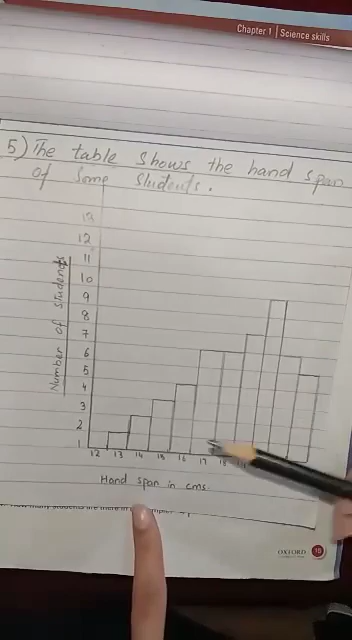 Chapter 1 | Science skills
5) The table shows the hand span
of some students.
12
11
10
9
8
7
6
5
4
3
2
1
Number of students
12 13 14 15 16 17 18
Hand span in cms
OXFORD